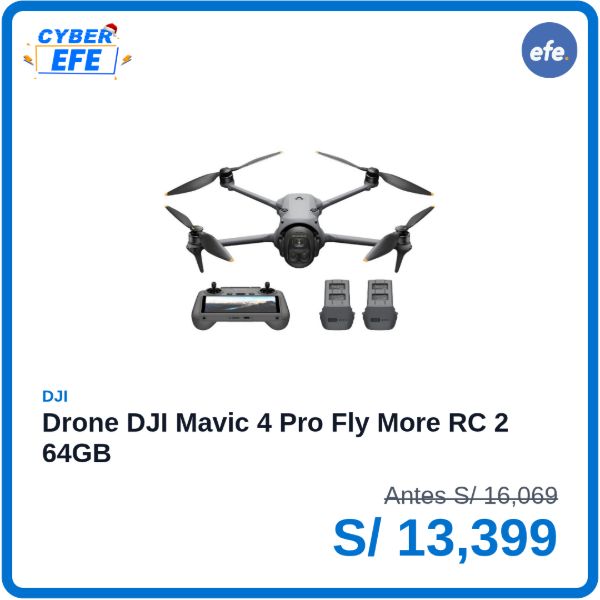 CYBER
EFE
efe.
DJI
Drone DJI Mavic 4 Pro Fly More RC 2
64GB
Antes S/ 16,069
S/ 13,399